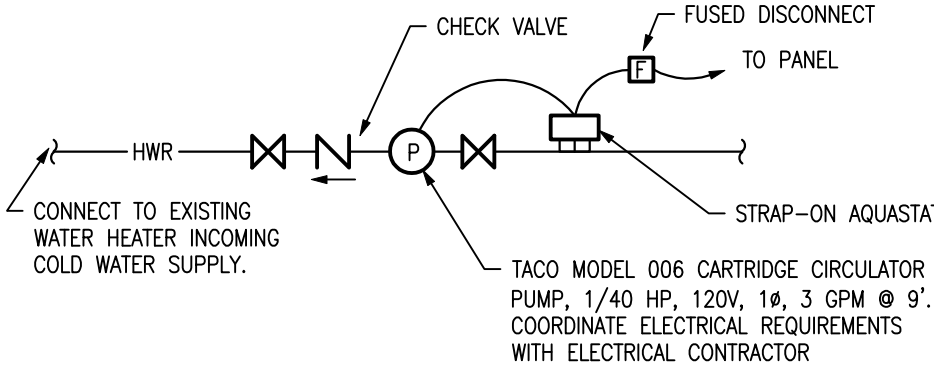 CHECK VALVE
FUSED DISCONNECT
F
TO PANEL
HWR
P
CONNECT TO EXISTING
WATER HEATER INCOMING
COLD WATER SUPPLY.
STRAP-ON AQUASTAT
TACO MODEL 006 CARTRIDGE CIRCULATOR
PUMP, 1/40 HP, 120V, 1ø, 3 GPM @ 9'.
COORDINATE ELECTRICAL REQUIREMENTS
WITH ELECTRICAL CONTRACTOR